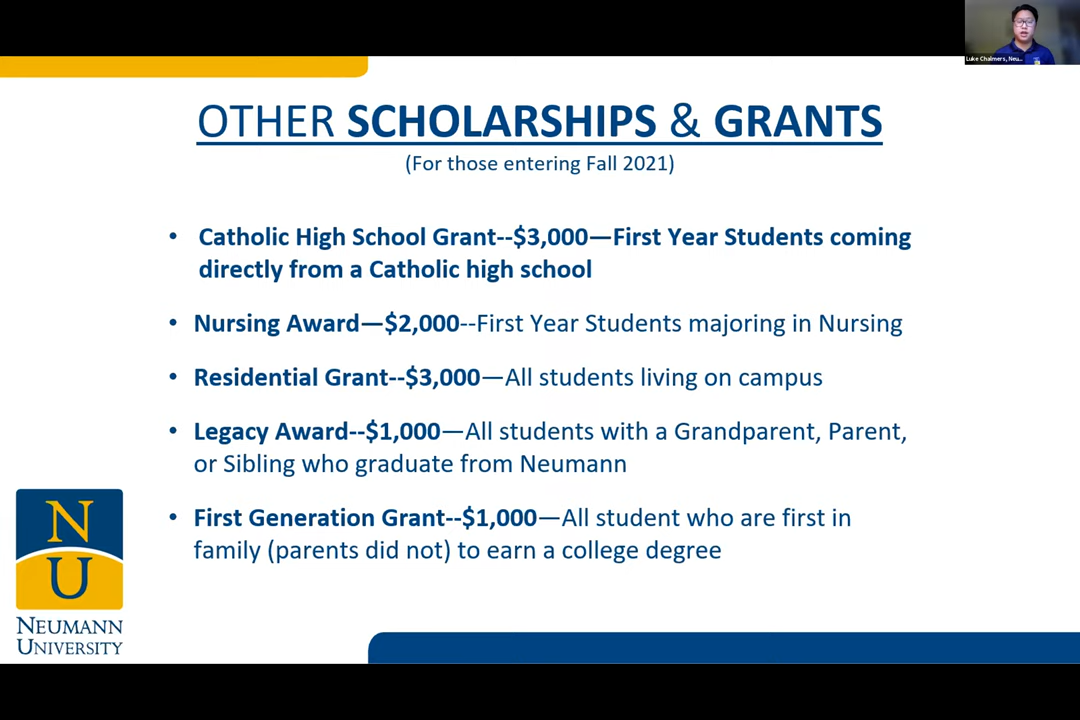 Luke Chalmers, Neu...
OTHER SCHOLARSHIPS & GRANTS
(For those entering Fall 2021)
• Catholic High School Grant--$3,000—First Year Students coming
directly from a Catholic high school
• Nursing Award—$2,000--First Year Students majoring in Nursing
• Residential Grant--$3,000—All students living on campus
• Legacy Award--$1,000—All students with a Grandparent, Parent,
or Sibling who graduate from Neumann
• First Generation Grant--$1,000—All student who are first in
family (parents did not) to earn a college degree
N
U
NEUMANN
UNIVERSITY